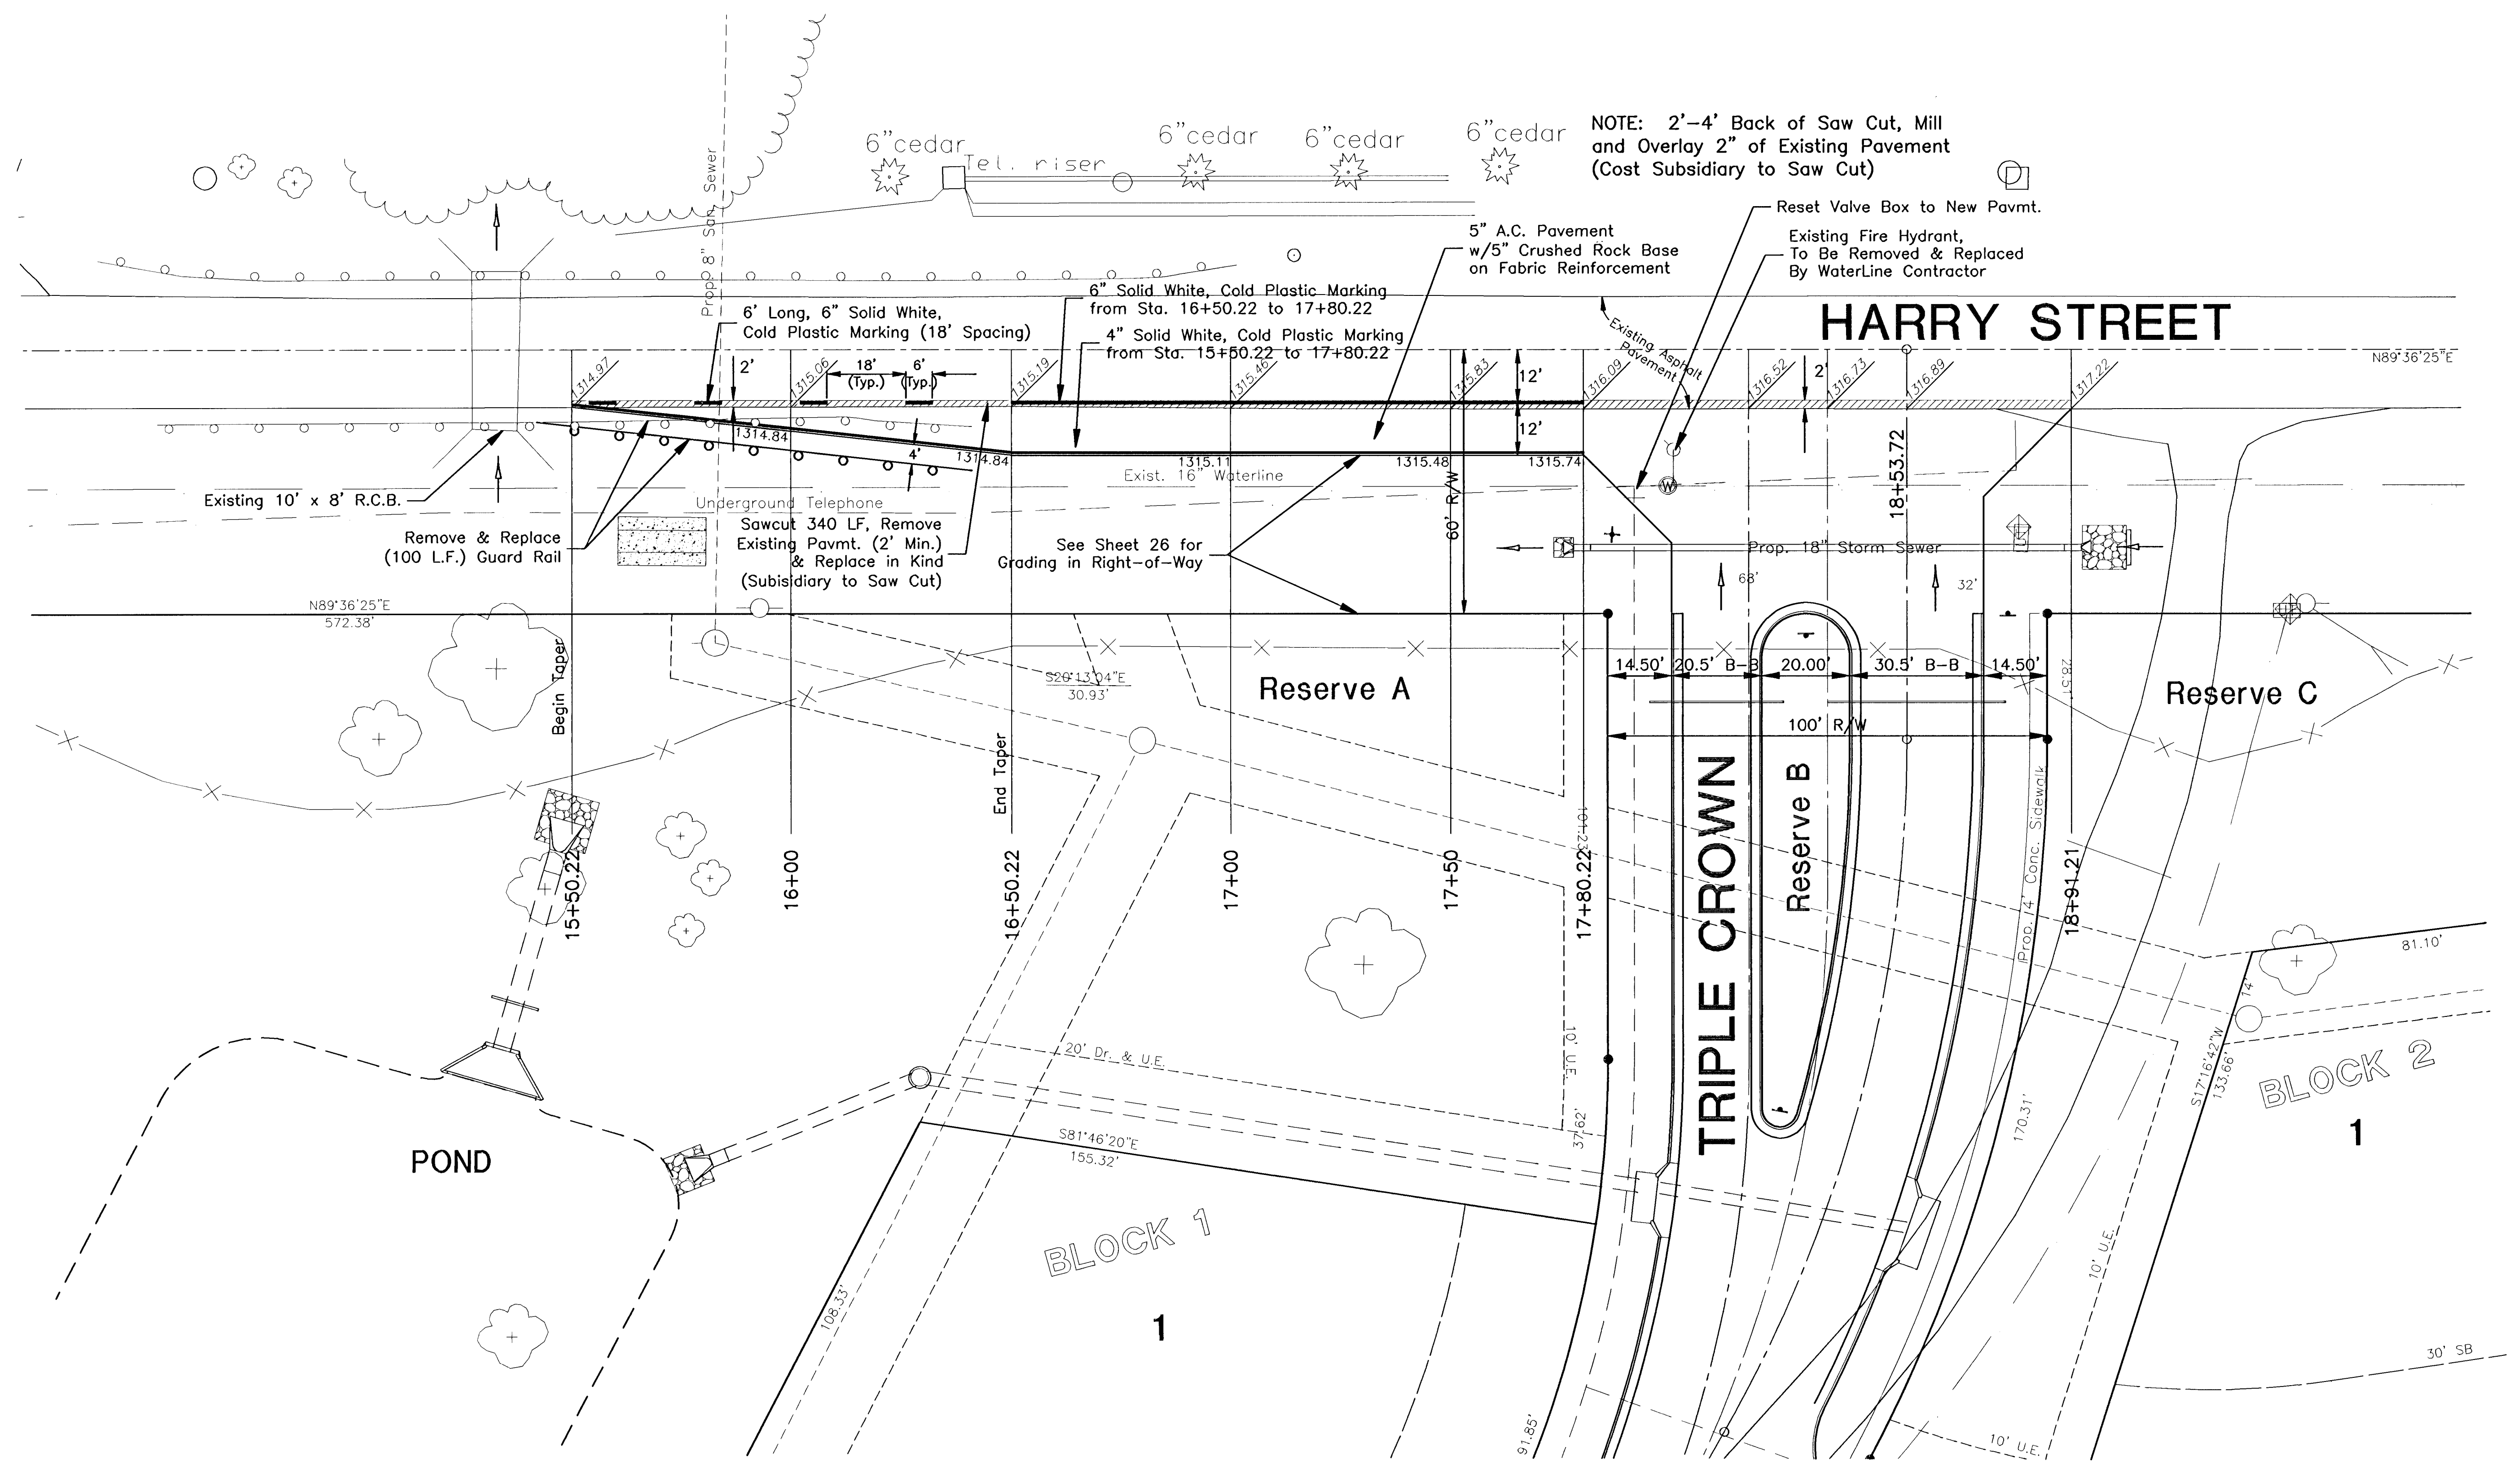 NOTE: 2'-4' Back of Saw Cut, Mill
and Overlay 2" of Existing Pavement
(Cost Subsidiary to Saw Cut)
6"cedar
6"cedar
6"cedar
6"cedar
Tel. riser
Prop. 8" San. Sewer
Reset Valve Box to New Pavmt.
5" A.C. Pavement
w/5" Crushed Rock Base
on Fabric Reinforcement
Existing Fire Hydrant,
To Be Removed & Replaced
By WaterLine Contractor
6" Solid White, Cold Plastic Marking
from Sta. 16+50.22 to 17+80.22
6' Long, 6" Solid White,
Cold Plastic Marking (18' Spacing)
4" Solid White, Cold Plastic Marking
from Sta. 15+50.22 to 17+80.22
HARRY STREET
Existing Asphalt
Pavement
N89°36'25"E
1314.97
2'
1315.06
18'
(Typ.)
6'
(Typ.)
1315.19
1315.46
1315.83
12'
1316.09
1316.52
2'
1316.73
1316.89
1317.22
12'
1314.84
4'
1314.84
1315.11
1315.48
1315.74
60' R/W
18+53.72
Exist. 16" Waterline
W
Existing 10' x 8' R.C.B.
Underground Telephone
Remove & Replace
(100 L.F.) Guard Rail
Sawcut 340 LF, Remove
Existing Pavmt. (2' Min.)
& Replace in Kind
(Subisidiary to Saw Cut)
See Sheet 26 for
Grading in Right-of-Way
Prop. 18" Storm Sewer
68'
32'
N89°36'25"E
572.38'
Begin Taper
End Taper
S20°13'04"E
30.93'
Reserve A
14.50'
20.5' B-B
20.00'
30.5' B-B
14.50'
28.51'
Reserve C
100' R/W
TRIPLE CROWN
Reserve B
Prop. 4' Conc. Sidewalk
101.23'
15+50.22
16+00
16+50.22
17+00
17+50
17+80.22
18+91.21
81.10'
14'
S17°16'42"W
133.66'
BLOCK 2
1
20' Dr. & U.E.
10' U.E.
37.62'
S81°46'20"E
155.32'
170.31'
POND
BLOCK 1
1
108.33'
91.85'
10' U.E.
10' U.E.
30' SB